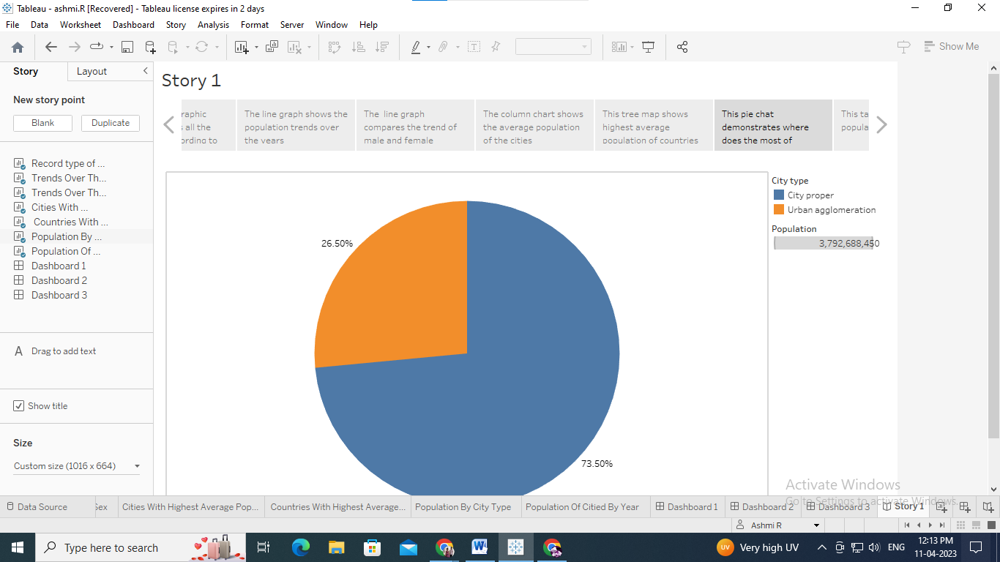 Tableau - ashmi.R [Recovered] - Tableau license expires in 2 days
File Data Worksheet Dashboard Story Analysis Format Server Window Help
Show Me
Story Layout
New story point
Blank Duplicate
Record type of ...
Trends Over Th...
Trends Over Th...
Cities With ...
Countries With ...
Population By ...
Population Of ...
Dashboard 1
Dashboard 2
Dashboard 3
A Drag to add text
Show title
Size
Custom size (1016 x 664)
Story 1
raphic
s all the
ording to
The line graph shows the
population trends over
the years
The line graph
compares the trend of
male and female
The column chart shows
the average population
of the cities
This tree map shows
highest average
population of countries
This pie chat
demonstrates where
does the most of
This ta
popula
26.50%
73.50%
City type
City proper
Urban agglomeration
Population
3,792,688,450
Activate Windows
Go to Settings to activate Windows.
Data Source Sex Cities With Highest Average Pop... Countries With Highest Average... Population By City Type Population Of Citied By Year Dashboard 1 Dashboard 2 Dashboard 3 Story 1
Ashmi R
Type here to search
UV Very high UV ENG 12:13 PM
11-04-2023